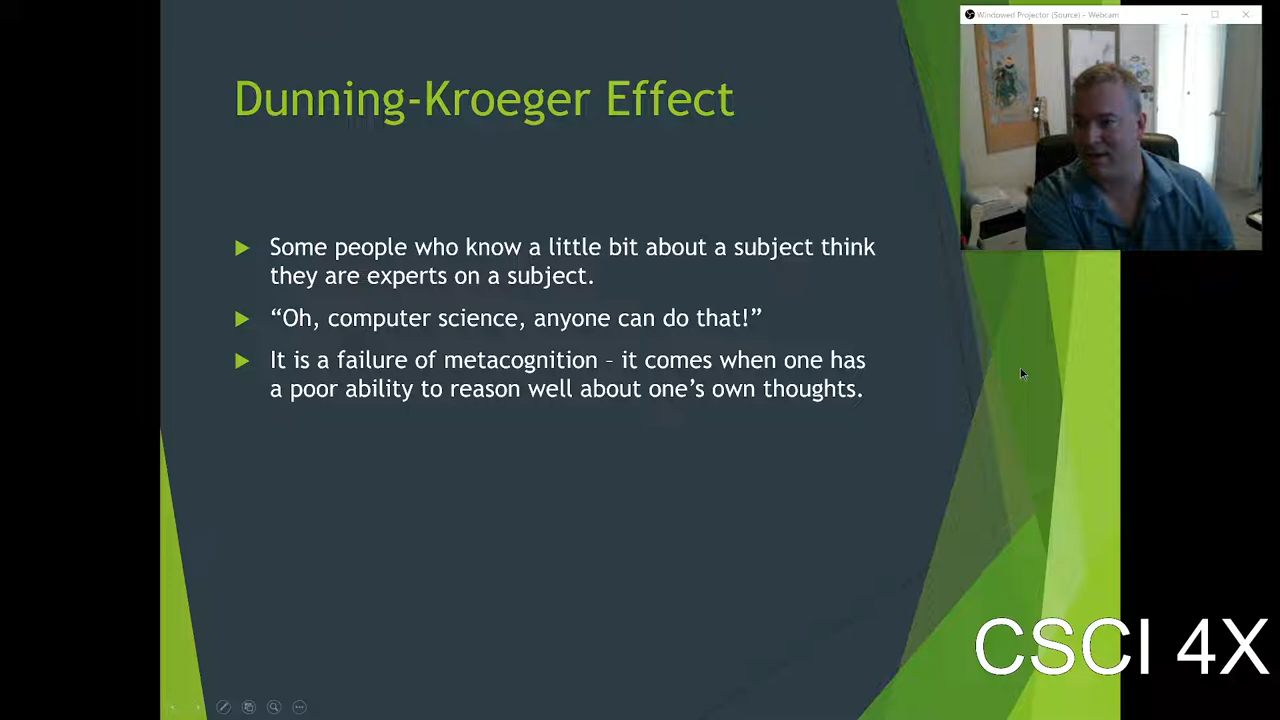 Windowed Projector (Source) - Webcam
Dunning-Kroeger Effect
Some people who know a little bit about a subject think
they are experts on a subject.
“Oh, computer science, anyone can do that!”
It is a failure of metacognition – it comes when one has
a poor ability to reason well about one’s own thoughts.
CSCI 4X